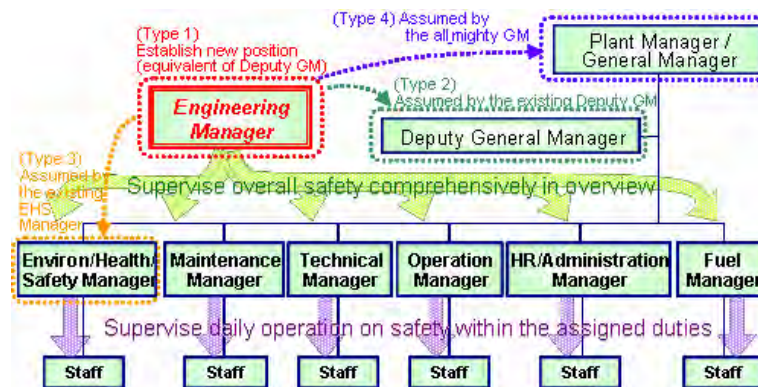 (Type 1)
Establish new position
(equivalent of Deputy GM)
(Type 4) Assumed by
the all mighty GM
Plant Manager /
General Manager
Engineering
Manager
(Type 2)
Assumed by the existing Deputy GM
Deputy General Manager
(Type 3)
Assumed by
the existing
EHS
Manager
Supervise overall safety comprehensively in overview
Environ/Health/
Safety Manager
Maintenance
Manager
Technical
Manager
Operation
Manager
HR/Administration
Manager
Fuel
Manager
Supervise daily operation on safety within the assigned duties
Staff
Staff
Staff
Staff
Staff
Staff